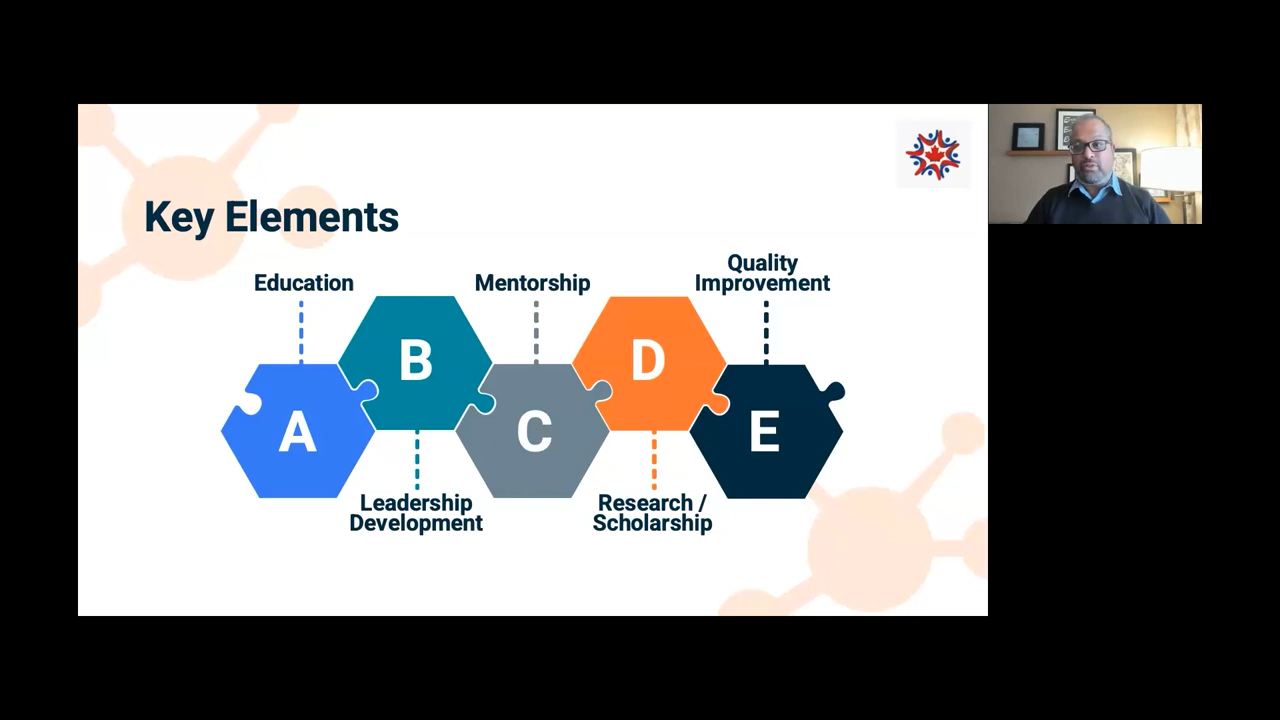 Key Elements
Education
Mentorship
Quality
Improvement
A
B
C
D
E
Leadership
Development
Research /
Scholarship